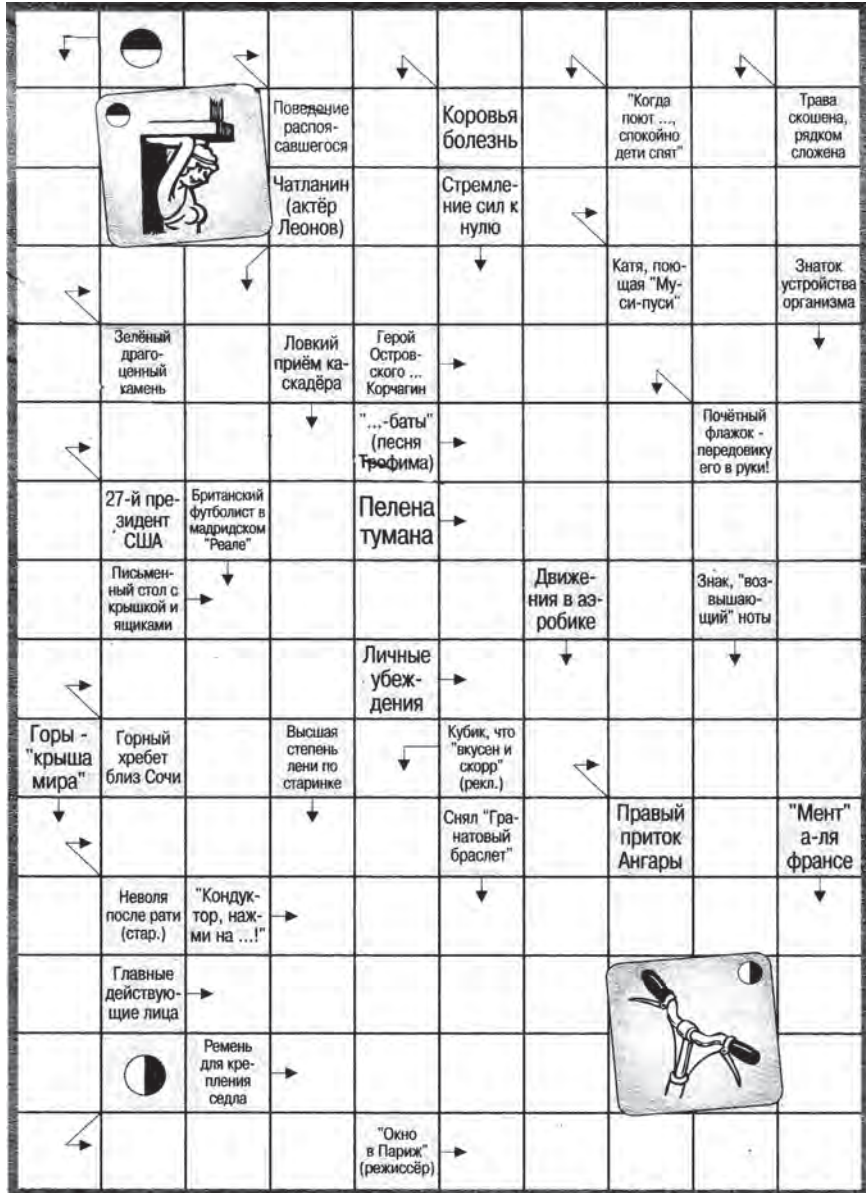 Поведение
распоя-
савшегося
Коровья
болезнь
"Когда
поют ...,
спокойно
дети спят"
Трава
скошена,
рядком
сложена
Чатланин
(актёр
Леонов)
Стремле-
ние сил к
нулю
Катя, пою-
щая "Му-
си-пуси"
Знаток
устройства
организма
Зелёный
драго-
ценный
камень
Ловкий
приём ка-
скадёра
Герой
Остров-
ского ...
Корчагин
"...-баты"
(песня
Трофима)
Почётный
флажок -
передовику
его в руки!
27-й пре-
зидент
США
Британский
футболист в
мадридском
"Реале"
Пелена
тумана
Письмен-
ный стол с
крышкой и
ящиками
Движе-
ния в аэ-
робике
Знак, "воз-
вышаю-
щий" ноты
Личные
убеж-
дения
Горы -
"крыша
мира"
Горный
хребет
близ Сочи
Высшая
степень
лени по
старинке
Кубик, что
"вкусен и
скорр"
(рекл.)
Снял "Гра-
натовый
браслет"
Правый
приток
Ангары
"Мент"
а-ля
франсе
Неволя
после рати
(стар.)
"Кондук-
тор, наж-
ми на ...!"
Главные
действую-
щие лица
Ремень
для кре-
пления
седла
"Окно
в Париж"
(режиссёр)